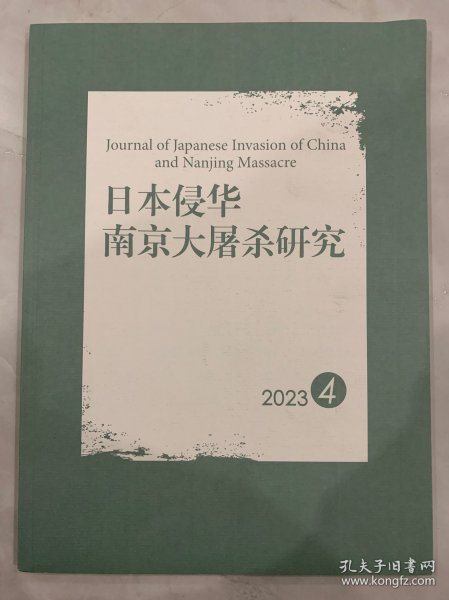 Journal of Japanese Invasion of China
and Nanjing Massacre
日本侵华
南京大屠杀研究
2023 4
孔夫子旧书网
www.kongfz.com